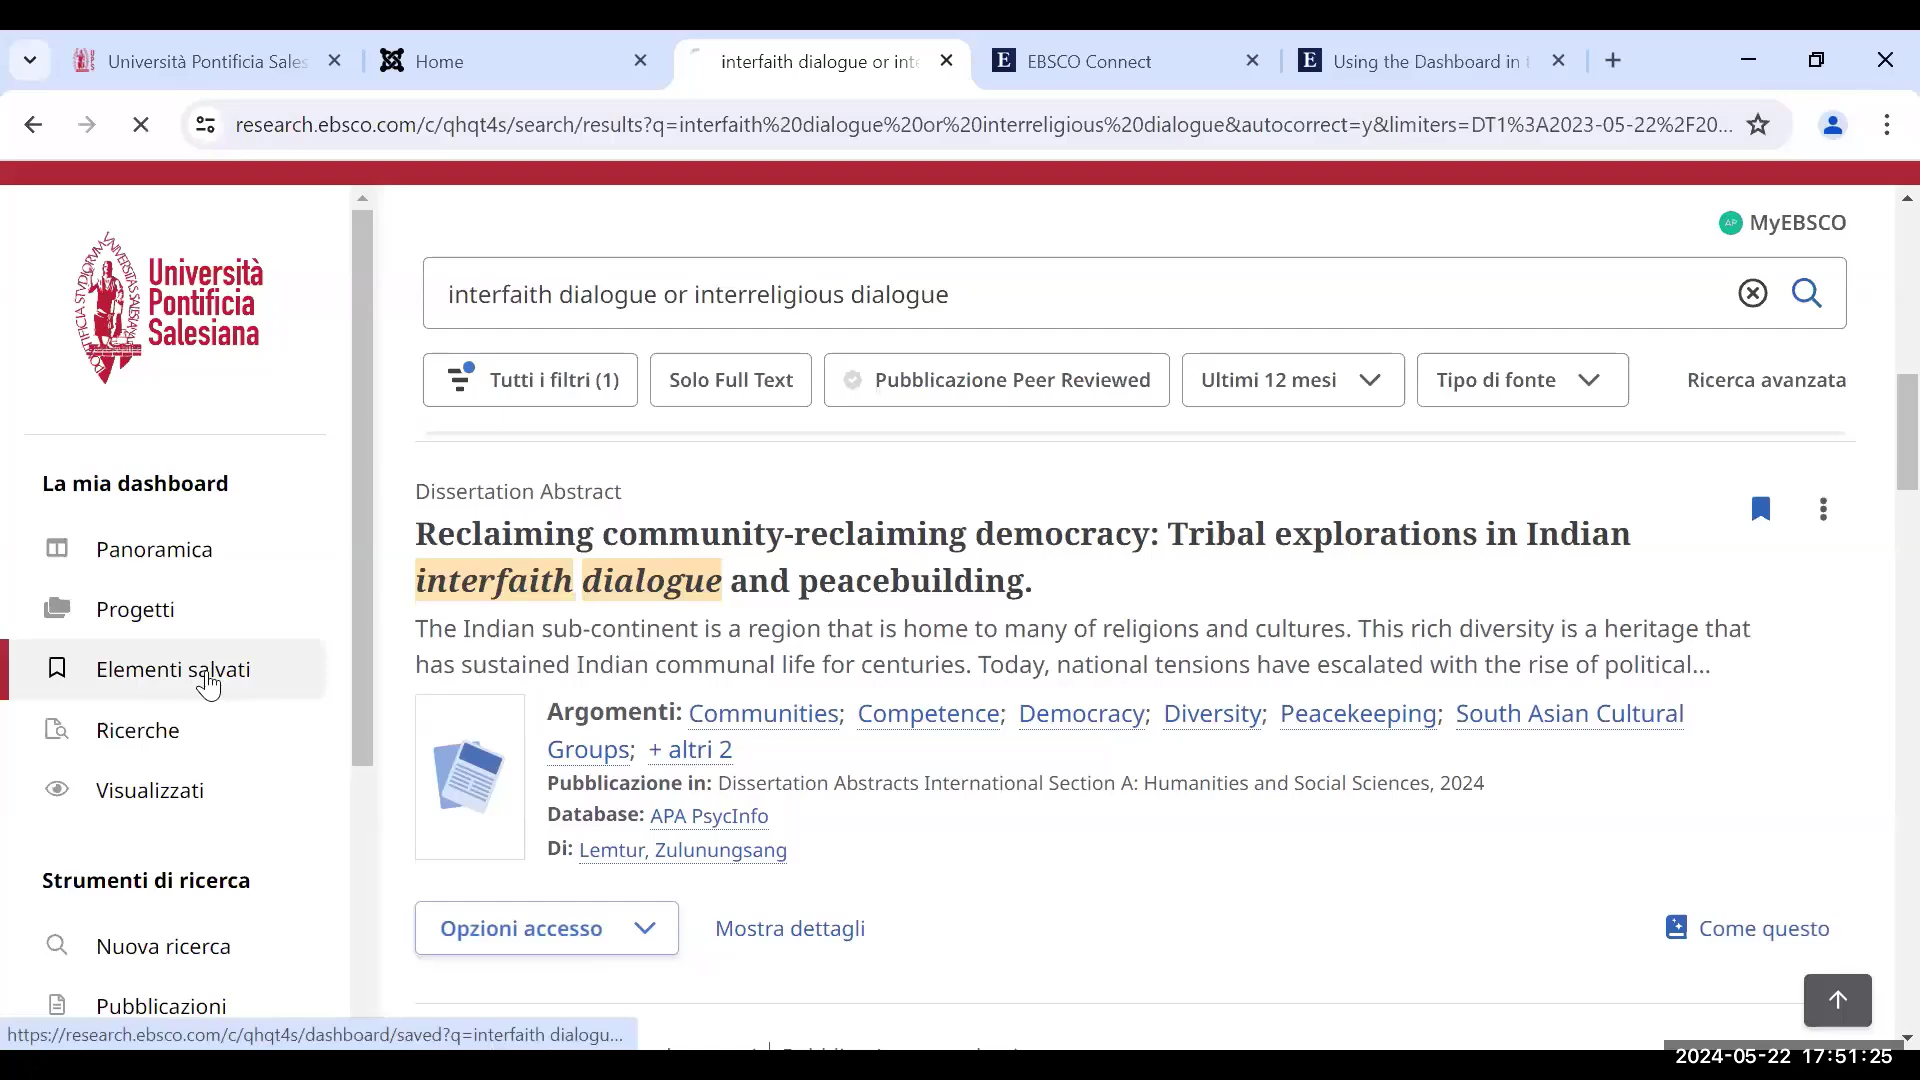 Università Pontificia Sales
Home
interfaith dialogue or inte
EBSCO Connect
Using the Dashboard in
research.ebsco.com/c/qhqt4s/search/results?q=interfaith%20dialogue%20or%20interreligious%20dialogue&autocorrect=y&limiters=DT1%3A2023-05-22%2F20...
Università
Pontificia
Salesiana
AP MyEBSCO
interfaith dialogue or interreligious dialogue
Tutti i filtri (1)
Solo Full Text
Pubblicazione Peer Reviewed
Ultimi 12 mesi
Tipo di fonte
Ricerca avanzata
La mia dashboard
Panoramica
Progetti
Elementi salvati
Ricerche
Visualizzati
Strumenti di ricerca
Nuova ricerca
Pubblicazioni
Dissertation Abstract
Reclaiming community-reclaiming democracy: Tribal explorations in Indian
interfaith dialogue and peacebuilding.
The Indian sub-continent is a region that is home to many of religions and cultures. This rich diversity is a heritage that
has sustained Indian communal life for centuries. Today, national tensions have escalated with the rise of political...
Argomenti: Communities; Competence; Democracy; Diversity; Peacekeeping; South Asian Cultural
Groups; + altri 2
Pubblicazione in: Dissertation Abstracts International Section A: Humanities and Social Sciences, 2024
Database: APA PsycInfo
Di: Lemtur, Zulunungsang
Opzioni accesso
Mostra dettagli
Come questo
https://research.ebsco.com/c/qhqt4s/dashboard/saved?q=interfaith dialogu...
2024-05-22 17:51:25